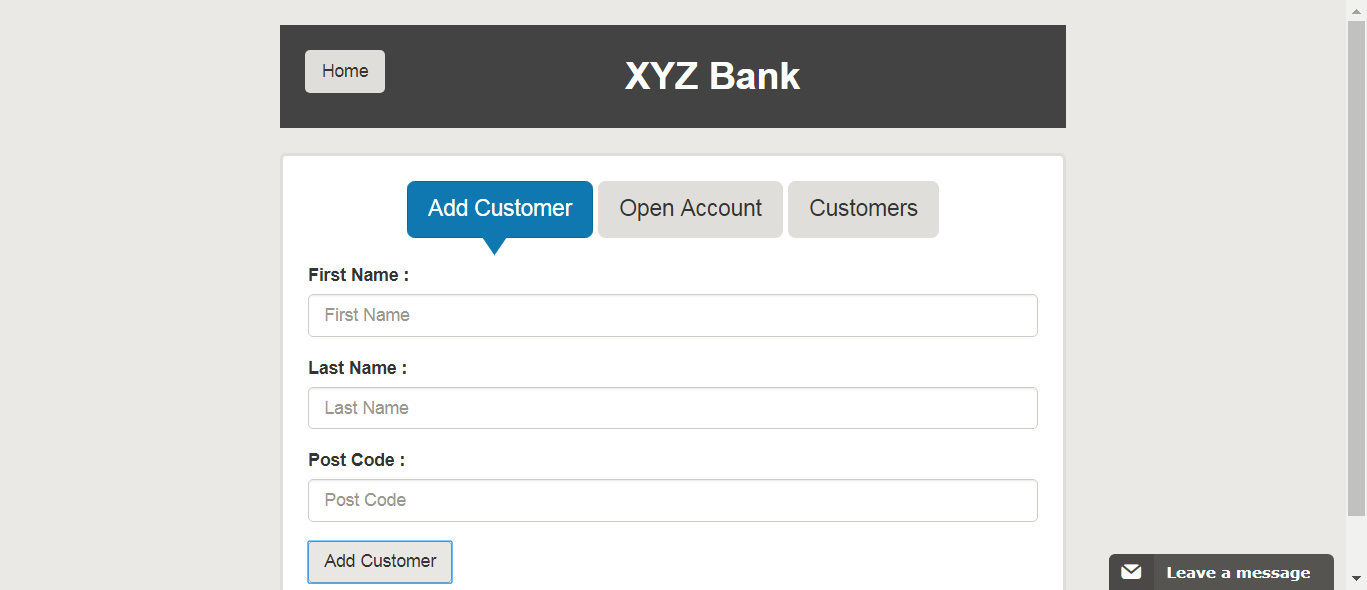 Home
XYZ Bank
Add Customer
Open Account
Customers
First Name :
First Name
Last Name :
Last Name
Post Code :
Post Code
Add Customer
Leave a message